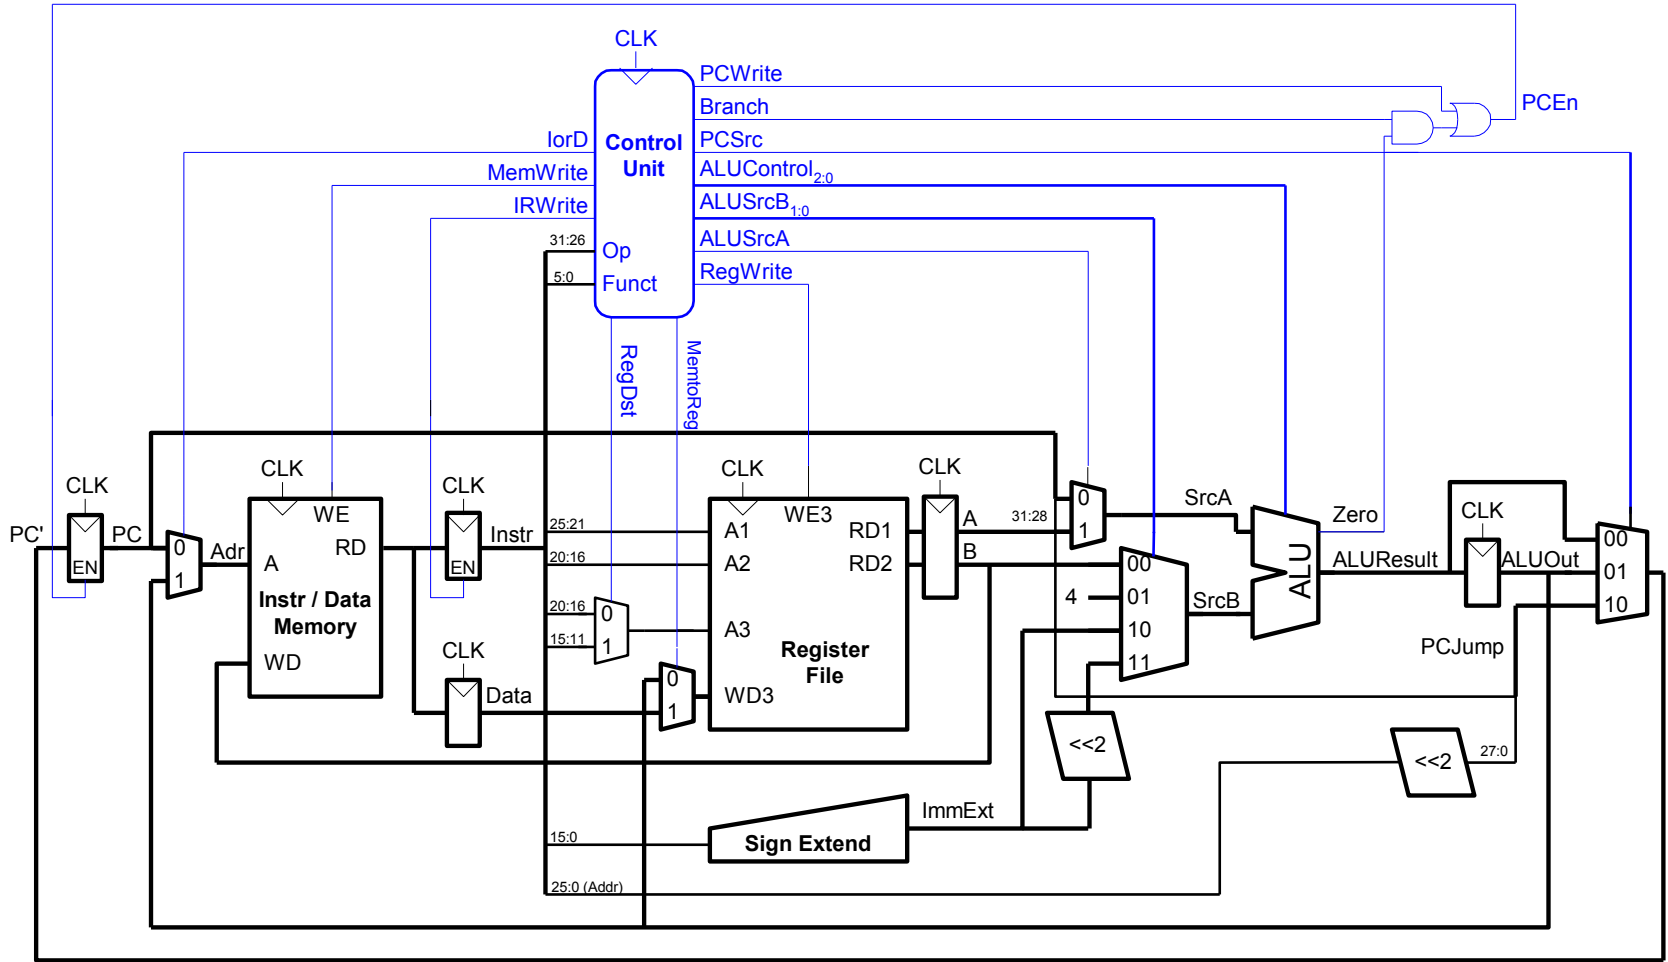 CLK
PCWrite
Branch
PCEn
IorD
Control
Unit
PCSrc
MemWrite
ALUControl2:0
IRWrite
ALUSrcB1:0
31:26
Op
ALUSrcA
5:0
Funct
RegWrite
RegDst
MemtoReg
CLK
CLK
CLK
CLK
CLK
PC'
EN
PC
0
1
Adr
WE
A
RD
Instr / Data
Memory
WD
EN
Instr
CLK
Data
25:21
20:16
20:16
15:11
0
1
0
1
A1
A2
A3
WD3
WE3
RD1
RD2
Register
File
A
B
31:28
0
1
4
00
01
10
11
SrcA
SrcB
ALU
Zero
ALUResult
CLK
ALUOut
00
01
10
PCJump
<<2
<<2
27:0
ImmExt
15:0
Sign Extend
25:0 (Addr)